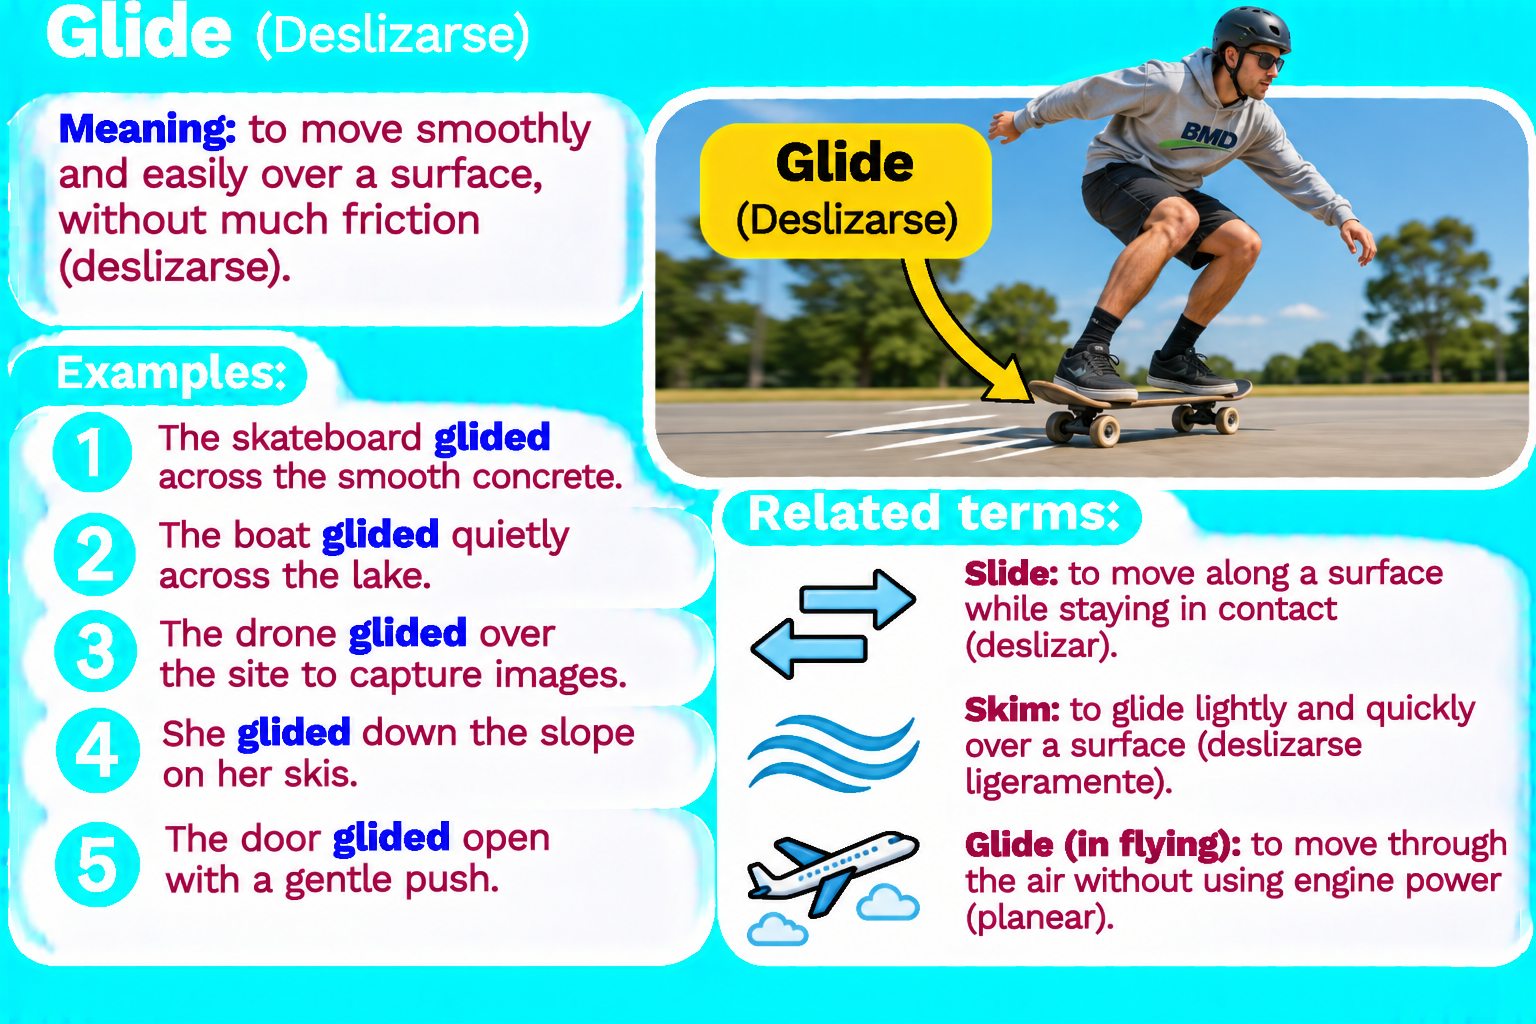 Glide (Deslizarse)
Meaning: to move smoothly
and easily over a surface,
without much friction
(deslizarse).
Glide
(Deslizarse)
BMD
Examples:
1 The skateboard glided
across the smooth concrete.
2 The boat glided quietly
across the lake.
3 The drone glided over
the site to capture images.
4 She glided down the slope
on her skis.
5 The door glided open
with a gentle push.
Related terms:
Slide: to move along a surface
while staying in contact
(deslizar).
Skim: to glide lightly and quickly
over a surface (deslizarse
ligeramente).
Glide (in flying): to move through
the air without using engine power
(planear).